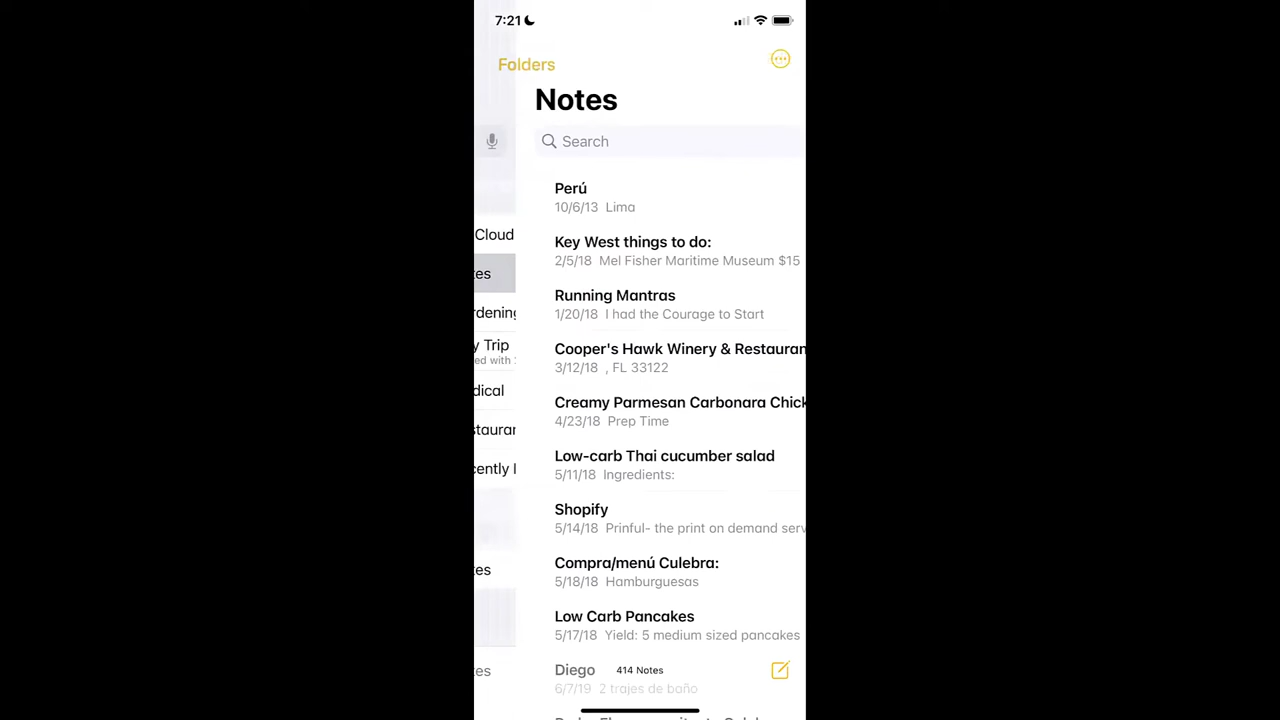 7:21
Folders
Notes
Search
Cloud
tes
rdening
y Trip
ed with
dical
staurar
cently
tes
tes
Perú
10/6/13 Lima
Key West things to do:
2/5/18 Mel Fisher Maritime Museum $15
Running Mantras
1/20/18 I had the Courage to Start
Cooper's Hawk Winery & Restauran
3/12/18 , FL 33122
Creamy Parmesan Carbonara Chick
4/23/18 Prep Time
Low-carb Thai cucumber salad
5/11/18 Ingredients:
Shopify
5/14/18 Prinful- the print on demand serv
Compra/menú Culebra:
5/18/18 Hamburguesas
Low Carb Pancakes
5/17/18 Yield: 5 medium sized pancakes
Diego
414 Notes
6/7/19 2 trajes de baño